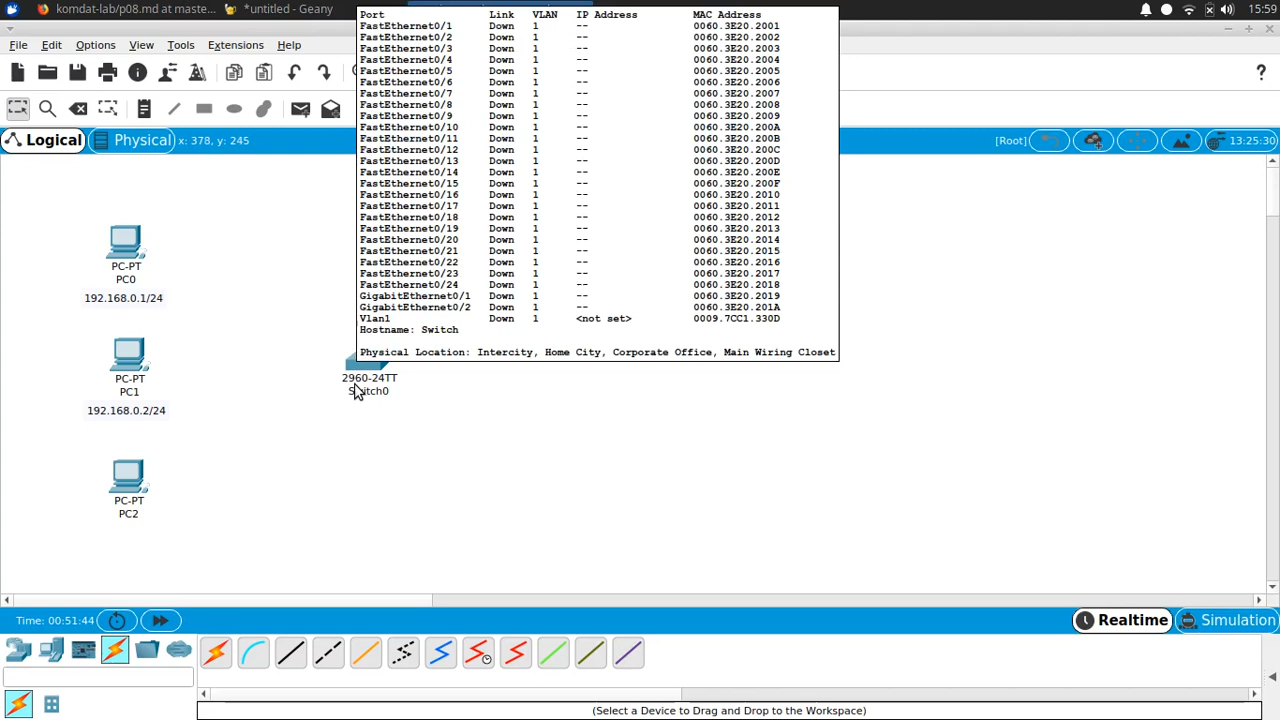 komdat-lab/p08.md at maste...
*untitled - Geany
15:59
File Edit Options View Tools Extensions Help
Logical Physical x: 378, y: 245
[Root] 13:25:30
Port Link VLAN IP Address MAC Address
FastEthernet0/1 Down 1 -- 0060.3E20.2001
FastEthernet0/2 Down 1 -- 0060.3E20.2002
FastEthernet0/3 Down 1 -- 0060.3E20.2003
FastEthernet0/4 Down 1 -- 0060.3E20.2004
FastEthernet0/5 Down 1 -- 0060.3E20.2005
FastEthernet0/6 Down 1 -- 0060.3E20.2006
FastEthernet0/7 Down 1 -- 0060.3E20.2007
FastEthernet0/8 Down 1 -- 0060.3E20.2008
FastEthernet0/9 Down 1 -- 0060.3E20.2009
FastEthernet0/10 Down 1 -- 0060.3E20.200A
FastEthernet0/11 Down 1 -- 0060.3E20.200B
FastEthernet0/12 Down 1 -- 0060.3E20.200C
FastEthernet0/13 Down 1 -- 0060.3E20.200D
FastEthernet0/14 Down 1 -- 0060.3E20.200E
FastEthernet0/15 Down 1 -- 0060.3E20.200F
FastEthernet0/16 Down 1 -- 0060.3E20.2010
FastEthernet0/17 Down 1 -- 0060.3E20.2011
FastEthernet0/18 Down 1 -- 0060.3E20.2012
FastEthernet0/19 Down 1 -- 0060.3E20.2013
FastEthernet0/20 Down 1 -- 0060.3E20.2014
FastEthernet0/21 Down 1 -- 0060.3E20.2015
FastEthernet0/22 Down 1 -- 0060.3E20.2016
FastEthernet0/23 Down 1 -- 0060.3E20.2017
FastEthernet0/24 Down 1 -- 0060.3E20.2018
GigabitEthernet0/1 Down 1 -- 0060.3E20.2019
GigabitEthernet0/2 Down 1 -- 0060.3E20.201A
Vlan1 Down 1 <not set> 0009.7CC1.330D
Hostname: Switch
Physical Location: Intercity, Home City, Corporate Office, Main Wiring Closet
PC-PT
PC0
192.168.0.1/24
PC-PT
PC1
192.168.0.2/24
2960-24TT
Switch0
PC-PT
PC2
Time: 00:51:44
Realtime Simulation
(Select a Device to Drag and Drop to the Workspace)